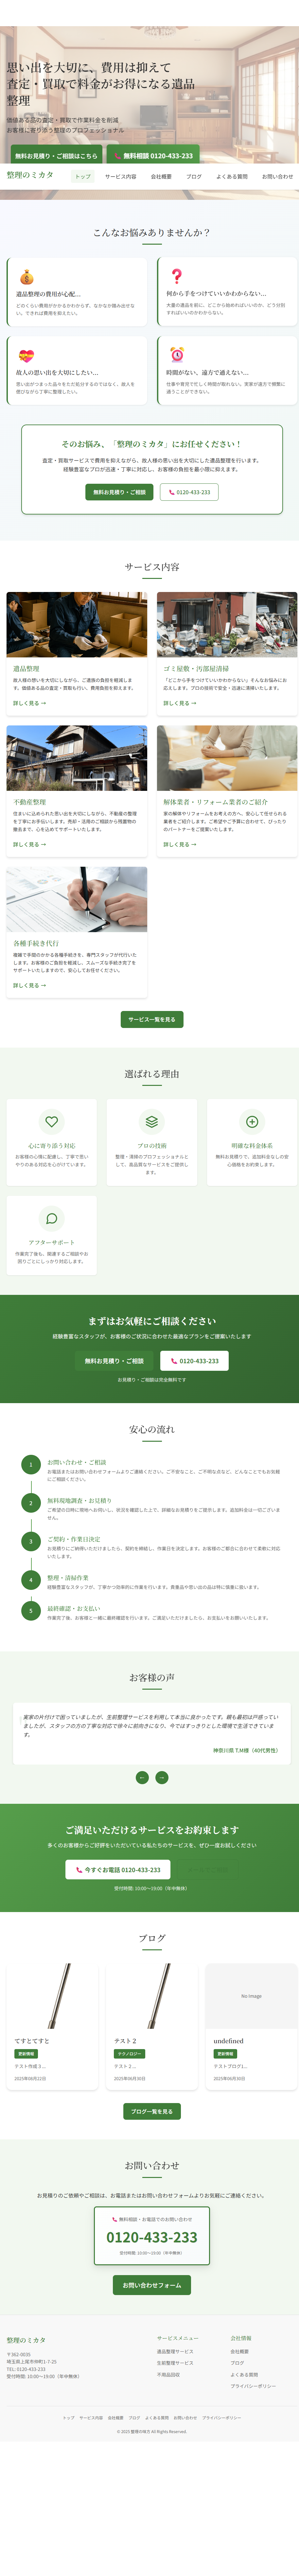 思い出を大切に、費用は抑えて
査定・買取で料金がお得になる遺品
整理
価値ある品の査定・買取で作業料金を削減
お客様に寄り添う整理のプロフェッショナル
無料お見積り・ご相談はこちら
無料相談 0120-433-233
整理のミカタ
トップ
サービス内容
会社概要
ブログ
よくある質問
お問い合わせ
こんなお悩みありませんか？
遺品整理の費用が心配...
どのくらい費用がかかるかわからず、なかなか踏み出せな
い。できれば費用を抑えたい。
何から手をつけていいかわからない...
大量の遺品を前に、どこから始めればいいのか、どう分別
すればいいのかわからない。
故人の思い出を大切にしたい...
思い出がつまった品々をただ処分するのではなく、故人を
偲びながら丁寧に整理したい。
時間がない、遠方で通えない...
仕事や育児で忙しく時間が取れない。実家が遠方で頻繁に
通うことができない。
そのお悩み、「整理のミカタ」にお任せください！
査定・買取サービスで費用を抑えながら、故人様の思い出を大切にした遺品整理を行います。
経験豊富なプロが迅速・丁寧に対応し、お客様の負担を最小限に抑えます。
無料お見積り・ご相談
0120-433-233
サービス内容
遺品整理
故人様の想いを大切にしながら、ご遺族の負担を軽減しま
す。価値ある品の査定・買取も行い、費用負担を抑えます。
詳しく見る →
ゴミ屋敷・汚部屋清掃
「どこから手をつけていいかわからない」そんなお悩みにお
応えします。プロの技術で安全・迅速に清掃いたします。
詳しく見る →
不動産整理
住まいに込められた思い出を大切にしながら、不動産の整理
を丁寧にお手伝いします。売却・活用のご相談から残置物の
撤去まで、心を込めてサポートいたします。
詳しく見る →
解体業者・リフォーム業者のご紹介
家の解体やリフォームをお考えの方へ、安心して任せられる
業者をご紹介します。ご希望やご予算に合わせて、ぴったり
のパートナーをご提案いたします。
詳しく見る →
各種手続き代行
複雑で手間のかかる各種手続きを、専門スタッフが代行いた
します。お客様のご負担を軽減し、スムーズな手続き完了を
サポートいたしますので、安心してお任せください。
詳しく見る →
サービス一覧を見る
選ばれる理由
心に寄り添う対応
お客様の心情に配慮し、丁寧で思い
やりのある対応を心がけています。
プロの技術
整理・清掃のプロフェッショナルと
して、高品質なサービスをご提供し
ます。
明確な料金体系
無料お見積りで、追加料金なしの安
心価格をお約束します。
アフターサポート
作業完了後も、関連するご相談やお
困りごとにしっかり対応します。
まずはお気軽にご相談ください
経験豊富なスタッフが、お客様のご状況に合わせた最適なプランをご提案いたします
無料お見積り・ご相談
0120-433-233
お見積り・ご相談は完全無料です
安心の流れ
1
お問い合わせ・ご相談
お電話またはお問い合わせフォームよりご連絡ください。ご不安なこと、ご不明な点など、どんなことでもお気軽
にご相談ください。
2
無料現地調査・お見積り
ご希望の日時に現地へお伺いし、状況を確認した上で、詳細なお見積りをご提示します。追加料金は一切ございませ
ん。
3
ご契約・作業日決定
お見積りにご納得いただけましたら、契約を締結し、作業日を決定します。お客様のご都合に合わせて柔軟に対応
いたします。
4
整理・清掃作業
経験豊富なスタッフが、丁寧かつ効率的に作業を行います。貴重品や思い出の品は特に慎重に扱います。
5
最終確認・お支払い
作業完了後、お客様と一緒に最終確認を行います。ご満足いただけましたら、お支払いをお願いいたします。
お客様の声
実家の片付けで困っていましたが、生前整理サービスを利用して本当に良かったです。親も最初は戸惑ってい
ましたが、スタッフの方の丁寧な対応で徐々に前向きになり、今ではすっきりとした環境で生活できていま
す。
神奈川県 T.M様（40代男性）
←
→
ご満足いただけるサービスをお約束します
多くのお客様からご好評をいただいている私たちのサービスを、ぜひ一度お試しください
今すぐお電話 0120-433-233
受付時間: 10:00〜19:00（年中無休）
ブログ
てすとてすと
更新情報
テスト作成３...
2025年08月22日
テスト２
テクノロジー
テスト２...
2025年06月30日
No Image
undefined
更新情報
テストブログ1...
2025年06月30日
ブログ一覧を見る
お問い合わせ
お見積りのご依頼やご相談は、お電話またはお問い合わせフォームよりお気軽にご連絡ください。
無料相談・お電話でのお問い合わせ
0120-433-233
受付時間: 10:00〜19:00（年中無休）
お問い合わせフォーム
整理のミカタ
〒362-0035
埼玉県上尾市仲町1-7-25
TEL: 0120-433-233
受付時間: 10:00〜19:00（年中無休）
サービスメニュー
遺品整理サービス
生前整理サービス
不用品回収
会社情報
会社概要
ブログ
よくある質問
プライバシーポリシー
トップ
サービス内容
会社概要
ブログ
よくある質問
お問い合わせ
プライバシーポリシー
© 2025 整理の味方 All Rights Reserved.